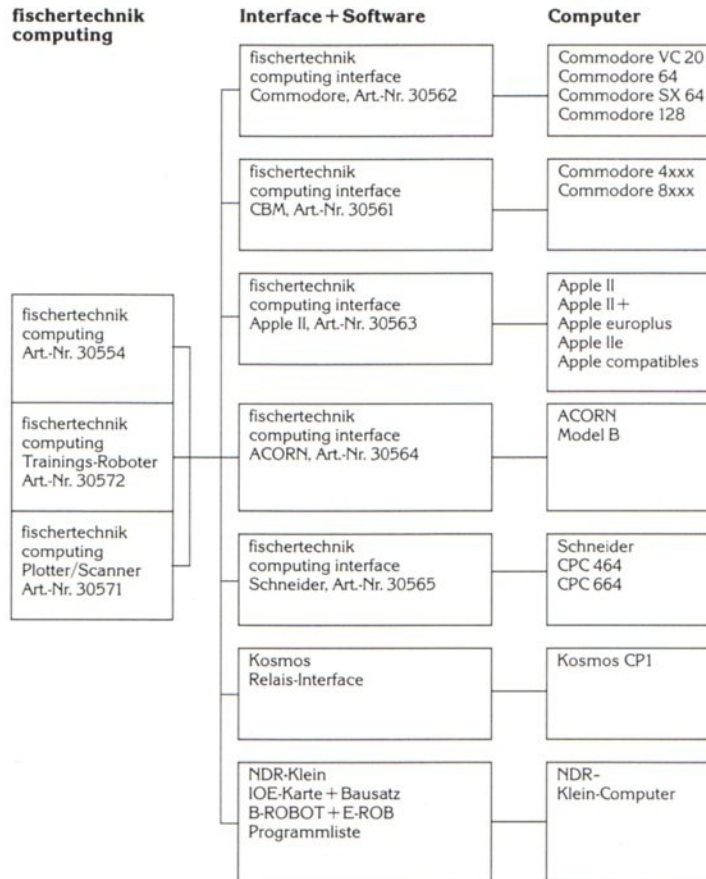 fischertechnik
computing
Interface + Software
Computer
fischertechnik
computing
Art.-Nr. 30554
fischertechnik
computing
Trainings-Roboter
Art.-Nr. 30572
fischertechnik
computing
Plotter/Scanner
Art.-Nr. 30571
fischertechnik
computing interface
Commodore, Art.-Nr. 30562
Commodore VC 20
Commodore 64
Commodore SX 64
Commodore 128
fischertechnik
computing interface
CBM, Art.-Nr. 30561
Commodore 4xxx
Commodore 8xxx
fischertechnik
computing interface
Apple II, Art.-Nr. 30563
Apple II
Apple II +
Apple europlus
Apple IIe
Apple compatibles
fischertechnik
computing interface
ACORN, Art.-Nr. 30564
ACORN
Model B
fischertechnik
computing interface
Schneider, Art.-Nr. 30565
Schneider
CPC 464
CPC 664
Kosmos
Relais-Interface
Kosmos CP1
NDR-Klein
IOE-Karte + Bausatz
B-ROBOT + E-ROB
Programmliste
NDR-
Klein-Computer